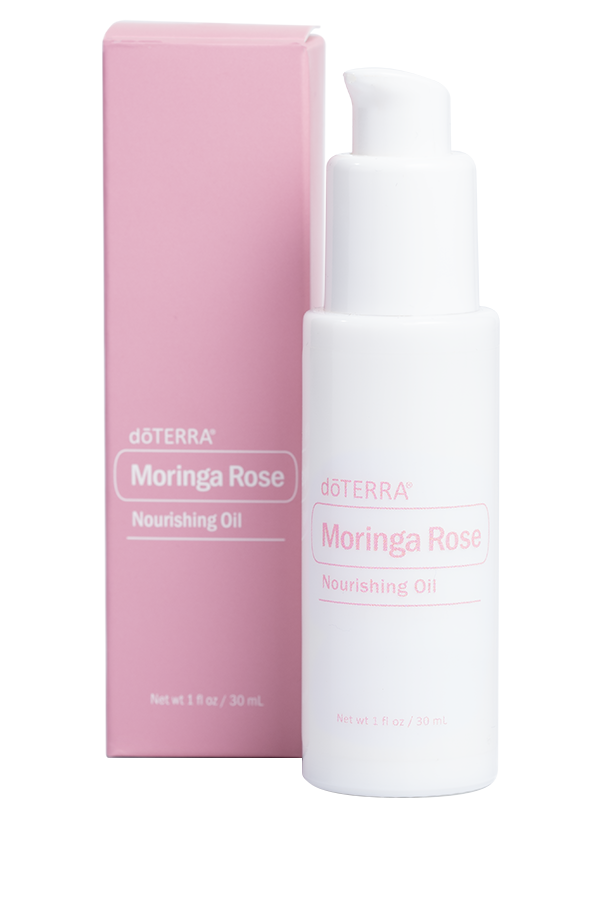 dōTERRA®
Moringa Rose
Nourishing Oil
Net wt 1 fl oz / 30 mL
dōTERRA®
Moringa Rose
Nourishing Oil
Net wt 1 fl oz / 30 mL